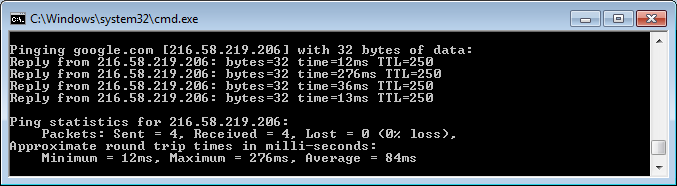 C:\Windows\system32\cmd.exe
Pinging google.com [216.58.219.206] with 32 bytes of data:
Reply from 216.58.219.206: bytes=32 time=12ms TTL=250
Reply from 216.58.219.206: bytes=32 time=276ms TTL=250
Reply from 216.58.219.206: bytes=32 time=36ms TTL=250
Reply from 216.58.219.206: bytes=32 time=13ms TTL=250
Ping statistics for 216.58.219.206:
    Packets: Sent = 4, Received = 4, Lost = 0 (0% loss),
Approximate round trip times in milli-seconds:
    Minimum = 12ms, Maximum = 276ms, Average = 84ms